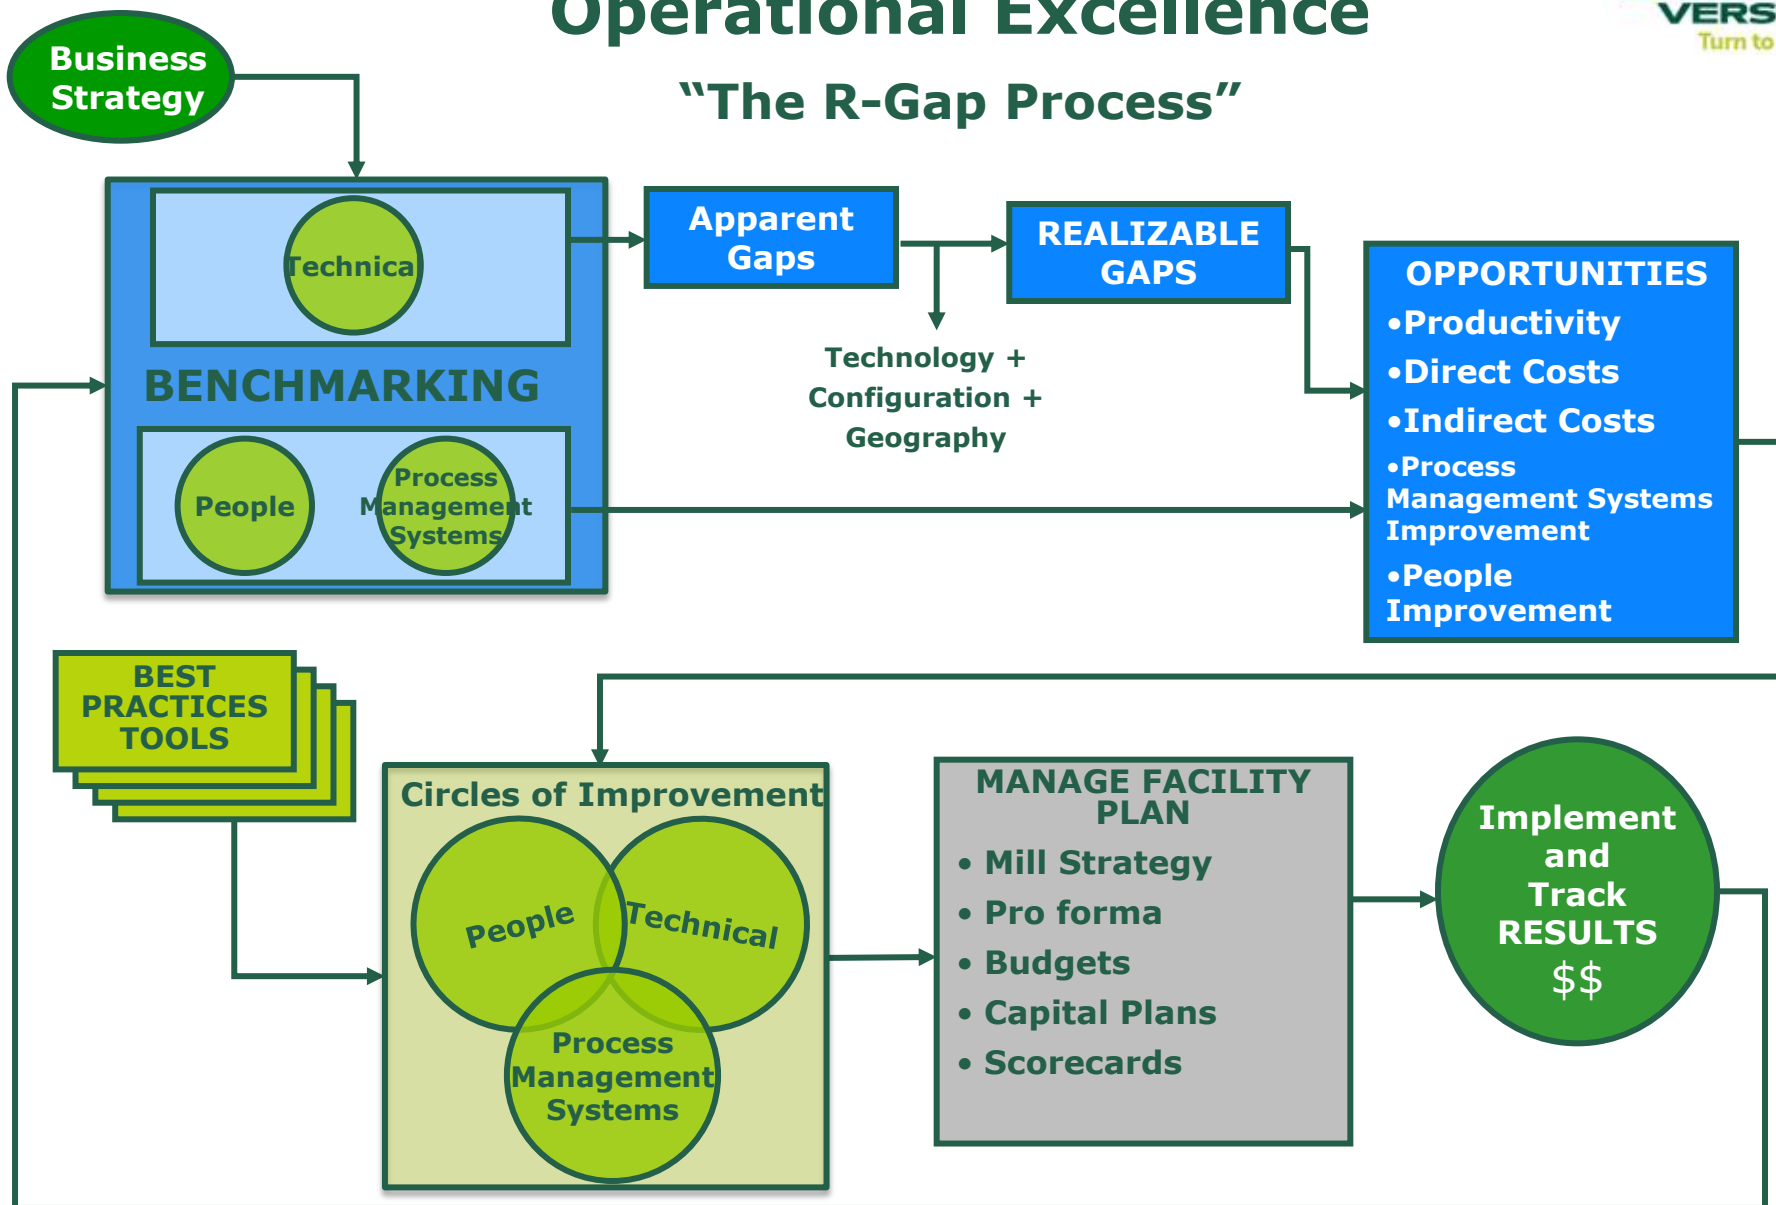 Operational Excellence
“The R-Gap Process”
VERS
Turn to
Business
Strategy
Technica
BENCHMARKING
People
Process
Management
Systems
Apparent
Gaps
Technology +
Configuration +
Geography
REALIZABLE
GAPS
OPPORTUNITIES
•Productivity
•Direct Costs
•Indirect Costs
•Process
Management Systems
Improvement
•People
Improvement
BEST
PRACTICES
TOOLS
Circles of Improvement
People
Technical
Process
Management
Systems
MANAGE FACILITY
PLAN
• Mill Strategy
• Pro forma
• Budgets
• Capital Plans
• Scorecards
Implement
and
Track
RESULTS
$$